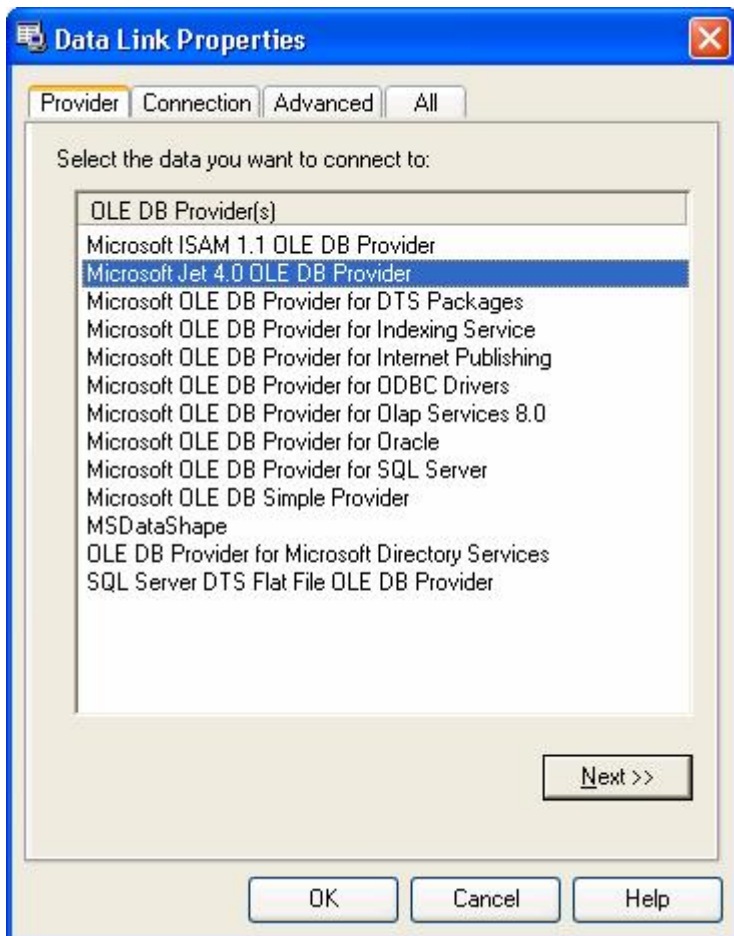 Data Link Properties
Provider Connection Advanced All
Select the data you want to connect to:
OLE DB Provider(s)
Microsoft ISAM 1.1 OLE DB Provider
Microsoft Jet 4.0 OLE DB Provider
Microsoft OLE DB Provider for DTS Packages
Microsoft OLE DB Provider for Indexing Service
Microsoft OLE DB Provider for Internet Publishing
Microsoft OLE DB Provider for ODBC Drivers
Microsoft OLE DB Provider for Olap Services 8.0
Microsoft OLE DB Provider for Oracle
Microsoft OLE DB Provider for SQL Server
Microsoft OLE DB Simple Provider
MSDataShape
OLE DB Provider for Microsoft Directory Services
SQL Server DTS Flat File OLE DB Provider
Next >>
OK Cancel Help